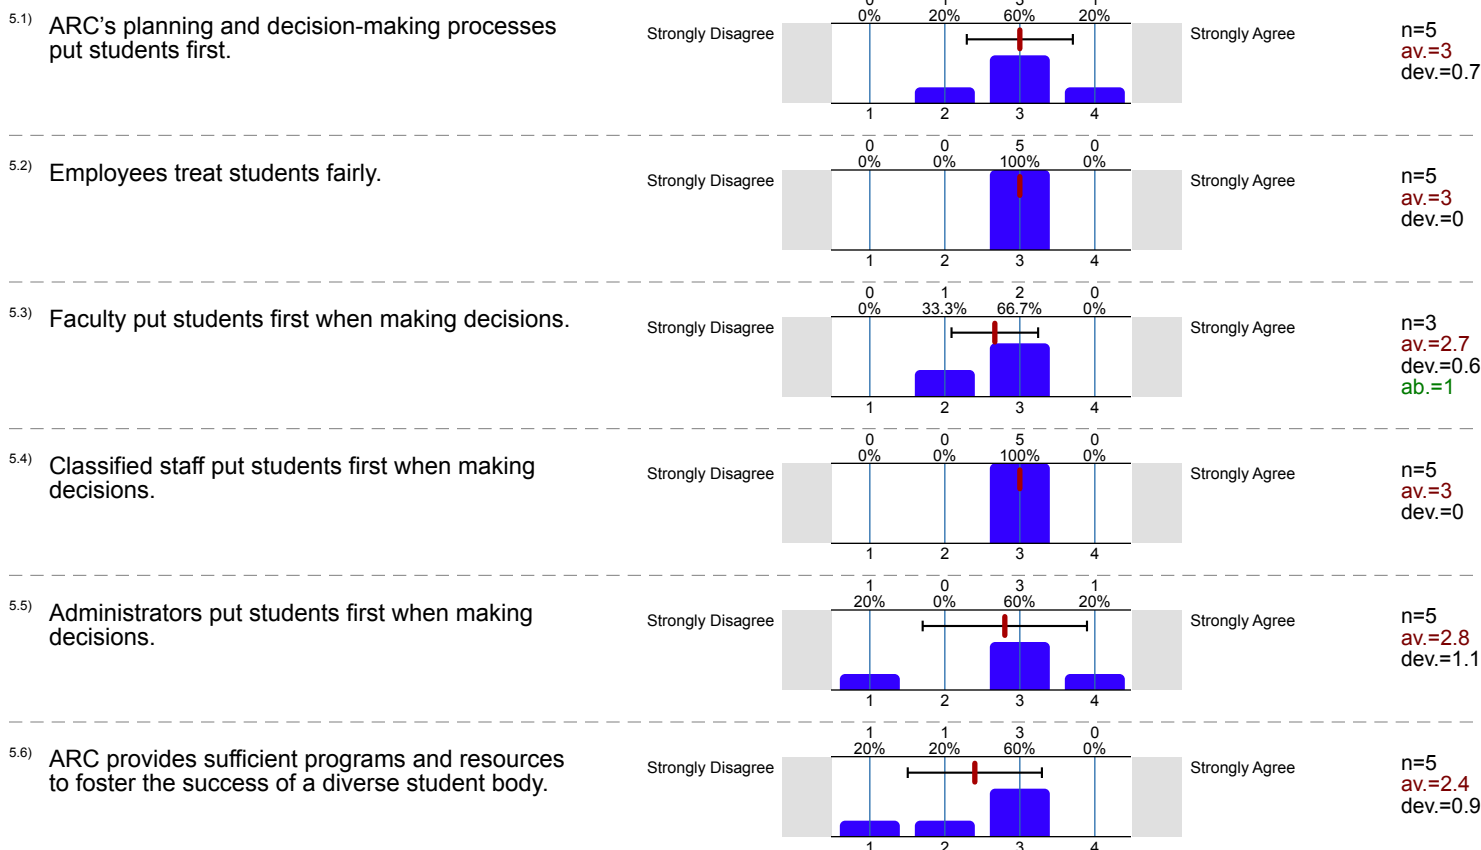 0 1 3 1
0% 20% 60% 20%
5.1) ARC's planning and decision-making processes
put students first.
Strongly Disagree
Strongly Agree
n=5
av.=3
dev.=0.7
1 2 3 4
0 0 5 0
0% 0% 100% 0%
5.2) Employees treat students fairly.
Strongly Disagree
Strongly Agree
n=5
av.=3
dev.=0
1 2 3 4
0 1 2 0
0% 33.3% 66.7% 0%
5.3) Faculty put students first when making decisions.
Strongly Disagree
Strongly Agree
n=3
av.=2.7
dev.=0.6
ab.=1
1 2 3 4
0 0 5 0
0% 0% 100% 0%
5.4) Classified staff put students first when making
decisions.
Strongly Disagree
Strongly Agree
n=5
av.=3
dev.=0
1 2 3 4
1 0 3 1
20% 0% 60% 20%
5.5) Administrators put students first when making
decisions.
Strongly Disagree
Strongly Agree
n=5
av.=2.8
dev.=1.1
1 2 3 4
1 1 3 0
20% 20% 60% 0%
5.6) ARC provides sufficient programs and resources
to foster the success of a diverse student body.
Strongly Disagree
Strongly Agree
n=5
av.=2.4
dev.=0.9
1 2 3 4